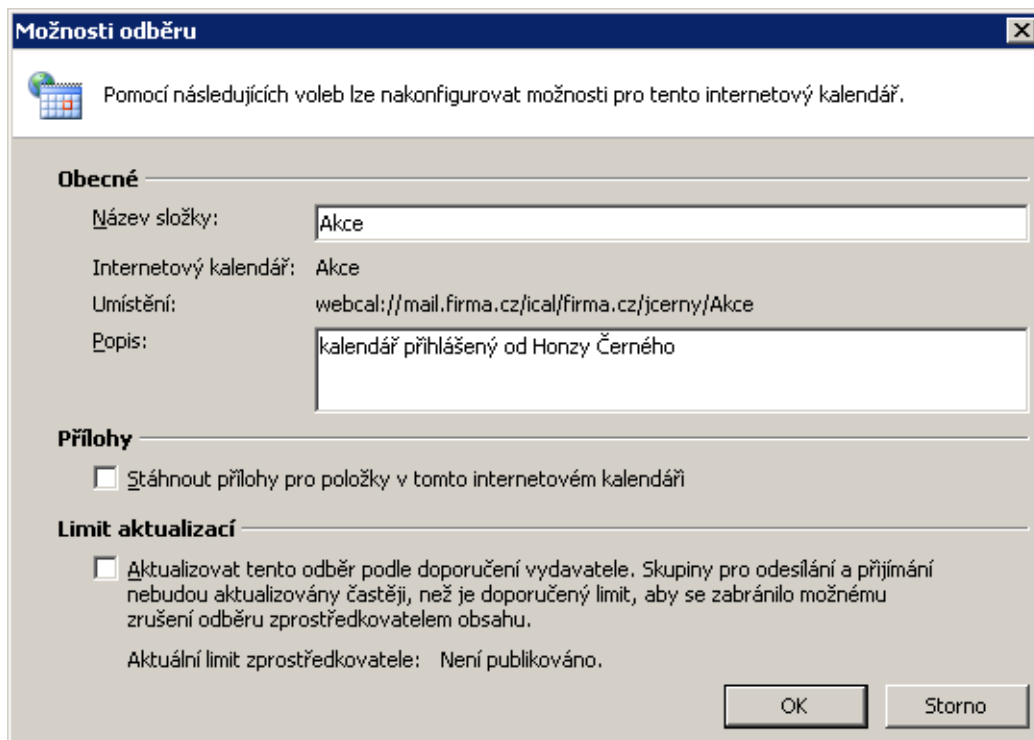 Možnosti odběru
Pomocí následujících voleb lze nakonfigurovat možnosti pro tento internetový kalendář.
Obecné
Název složky:
Akce
Internetový kalendář: Akce
Umístění: webcal://mail.firma.cz/ical/firma.cz/jcerny/Akce
Popis:
kalendář přihlášený od Honzy Černého
Přílohy
Stáhnout přílohy pro položky v tomto internetovém kalendáři
Limit aktualizací
Aktualizovat tento odběr podle doporučení vydavatele. Skupiny pro odesílání a přijímání
nebudou aktualizovány častěji, než je doporučený limit, aby se zabránilo možnému
zrušení odběru zprostředkovatelem obsahu.
Aktuální limit zprostředkovatele: Není publikováno.
OK Storno